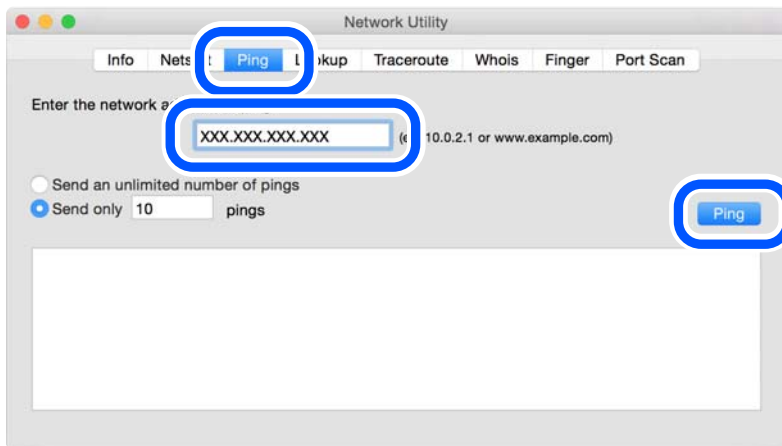 Network Utility
Info Ping Traceroute Whois Finger Port Scan
Enter the network
XXX.XXX.XXX.XXX 10.0.2.1 or www.example.com)
Send an unlimited number of pings
Send only 10 pings
Ping